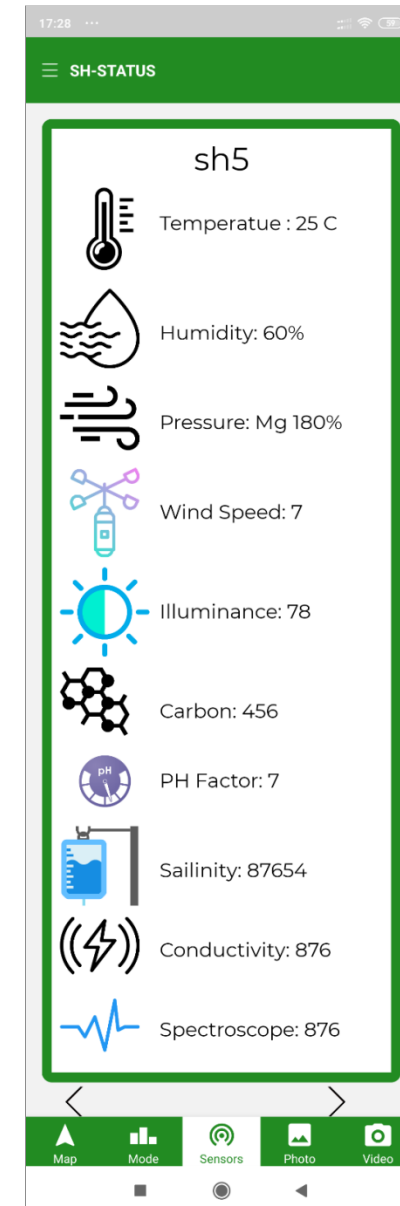 17:28 ...
SH-STATUS
sh5
Temperatue : 25 C
Humidity: 60%
Pressure: Mg 180%
Wind Speed: 7
Illuminance: 78
Carbon: 456
pH
PH Factor: 7
Sailinity: 87654
Conductivity: 876
Spectroscope: 876
Map Mode Sensors Photo Video